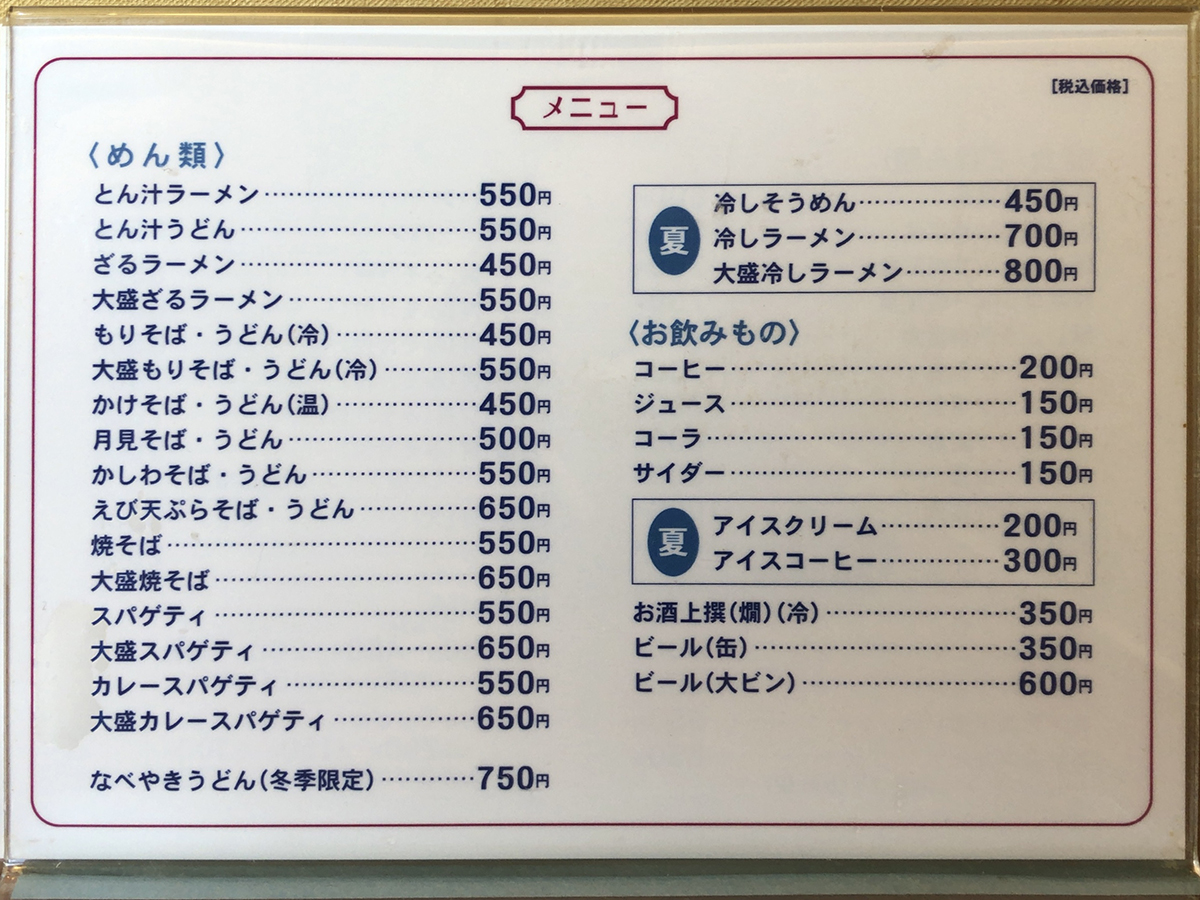 [税込価格]
メニュー
〈めん類〉
とん汁ラーメン…………………550円
とん汁うどん……………………550円
ざるラーメン……………………450円
大盛ざるラーメン………………550円
もりそば・うどん(冷)…………450円
大盛もりそば・うどん(冷)……550円
かけそば・うどん(温)…………450円
月見そば・うどん………………500円
かしわそば・うどん……………550円
えび天ぷらそば・うどん………650円
焼そば……………………………550円
大盛焼そば………………………650円
スパゲティ………………………550円
大盛スパゲティ…………………650円
カレースパゲティ………………550円
大盛カレースパゲティ…………650円
なべやきうどん(冬季限定)……750円
夏
冷しそうめん……………450円
冷しラーメン……………700円
大盛冷しラーメン………800円
〈お飲みもの〉
コーヒー…………………………200円
ジュース…………………………150円
コーラ……………………………150円
サイダー…………………………150円
夏
アイスクリーム…………200円
アイスコーヒー…………300円
お酒上撰(燗)(冷)………………350円
ビール(缶)………………………350円
ビール(大ビン)…………………600円